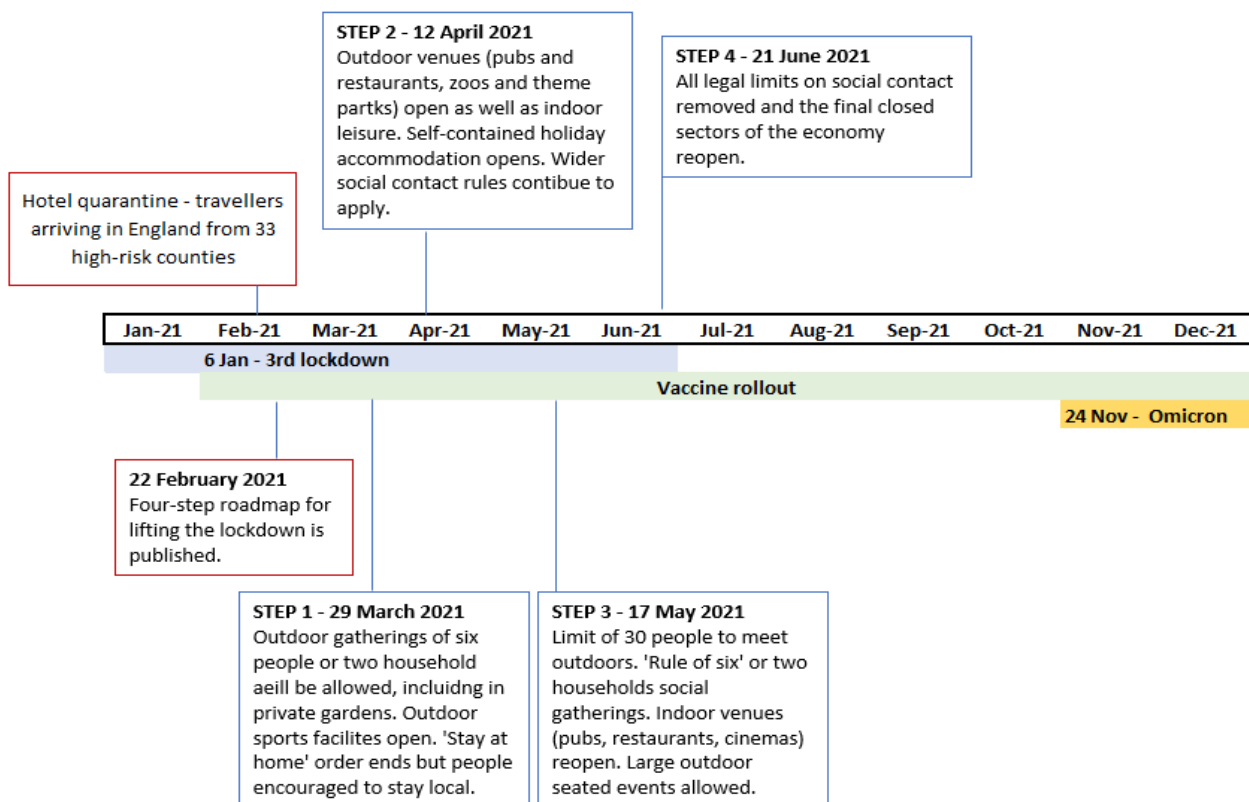 STEP 2 - 12 April 2021
Outdoor venues (pubs and
restaurants, zoos and theme
partks) open as well as indoor
leisure. Self-contained holiday
accommodation opens. Wider
social contact rules contibue to
apply.
STEP 4 - 21 June 2021
All legal limits on social contact
removed and the final closed
sectors of the economy
reopen.
Hotel quarantine - travellers
arriving in England from 33
high-risk counties
Jan-21 Feb-21 Mar-21 Apr-21 May-21 Jun-21 Jul-21 Aug-21 Sep-21 Oct-21 Nov-21 Dec-21
6 Jan - 3rd lockdown
Vaccine rollout
24 Nov - Omicron
22 February 2021
Four-step roadmap for
lifting the lockdown is
published.
STEP 1 - 29 March 2021
Outdoor gatherings of six
people or two household
aeill be allowed, incluidng in
private gardens. Outdoor
sports facilites open. 'Stay at
home' order ends but people
encouraged to stay local.
STEP 3 - 17 May 2021
Limit of 30 people to meet
outdoors. 'Rule of six' or two
households social
gatherings. Indoor venues
(pubs, restaurants, cinemas)
reopen. Large outdoor
seated events allowed.